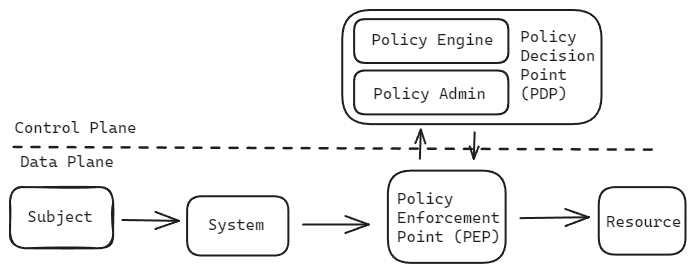 Policy Engine
Policy Admin
Policy
Decision
Point
(PDP)
Control Plane
Data Plane
Subject
System
Policy
Enforcement
Point (PEP)
Resource